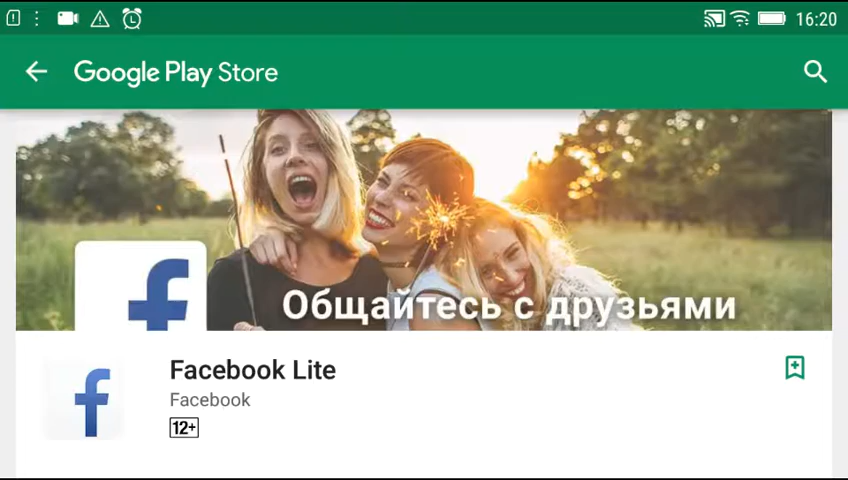 16:20
Google Play Store
Общайтесь с друзьями
Facebook Lite
Facebook
12+